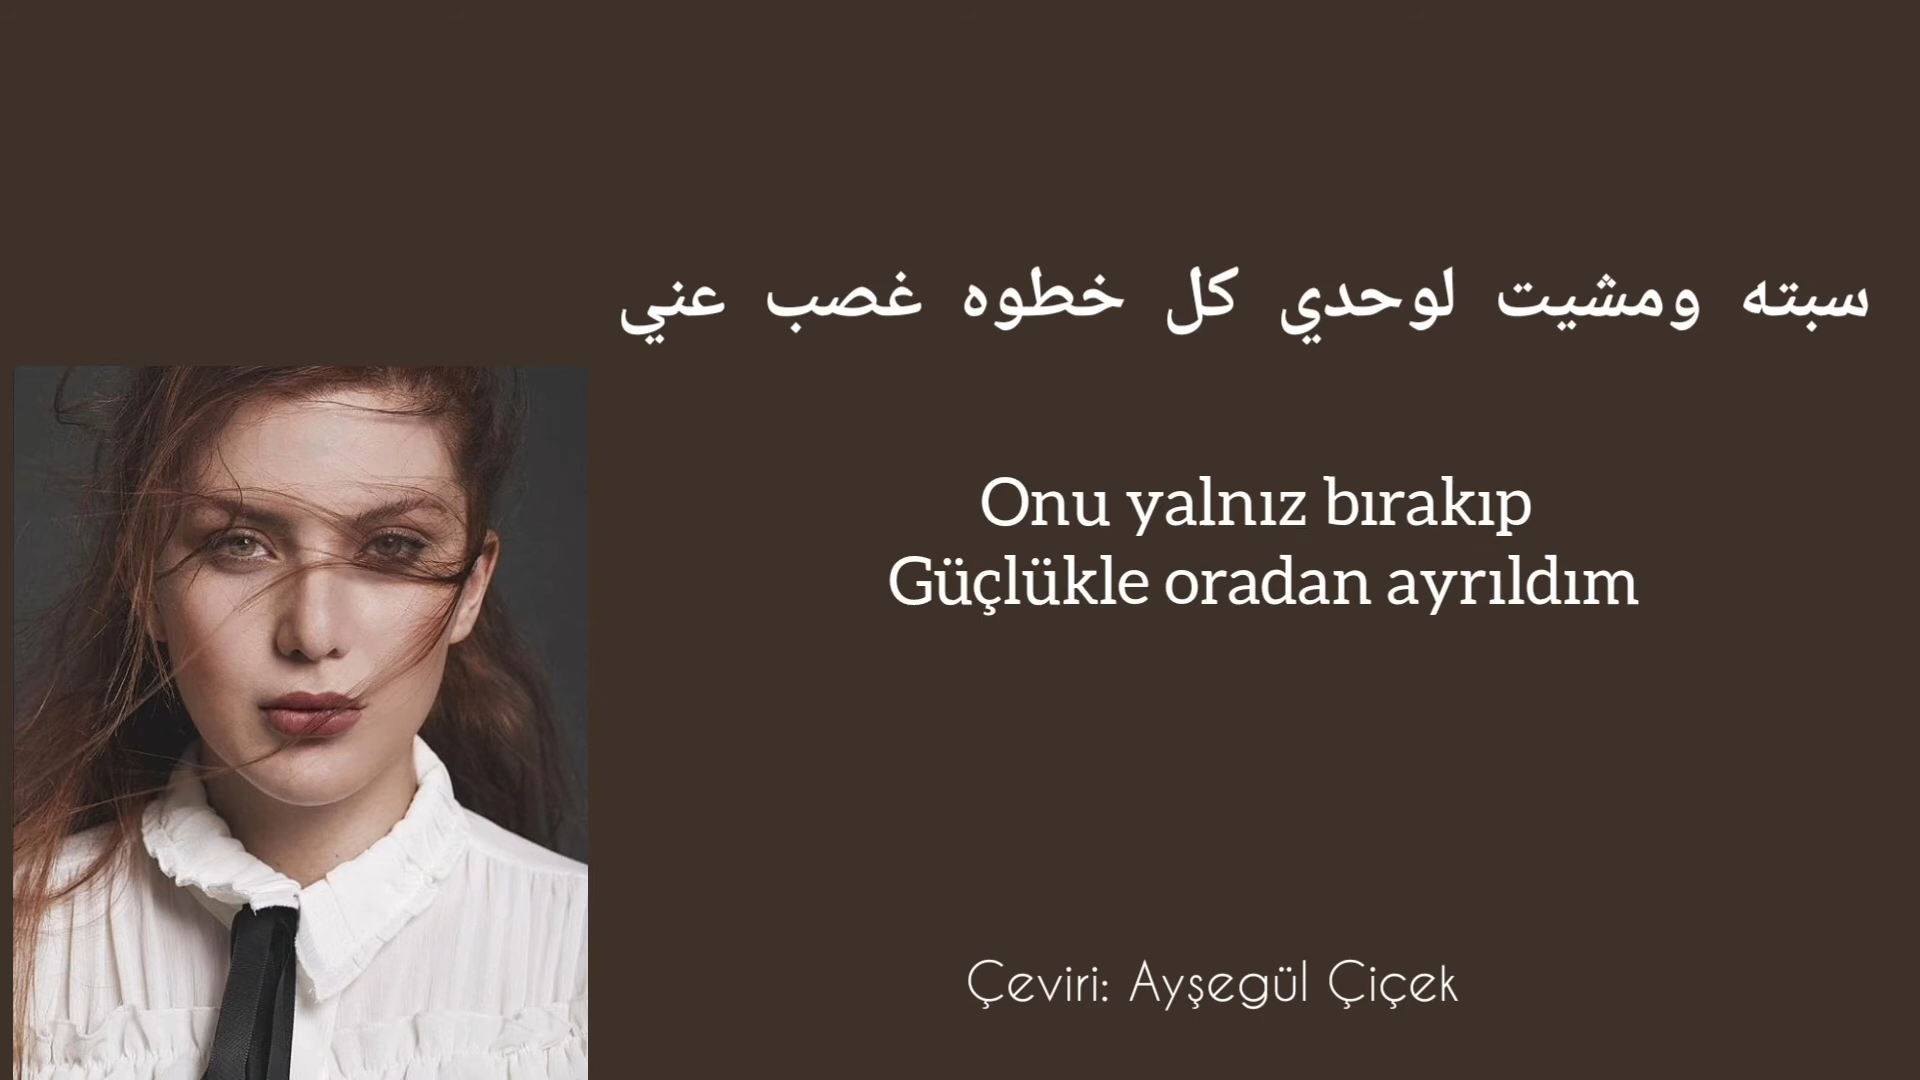 سبته ومشيت لوحدي كل خطوه غصب عني
Onu yalnız bırakıp
Güçlükle oradan ayrıldım
Çeviri: Ayşegül Çiçek